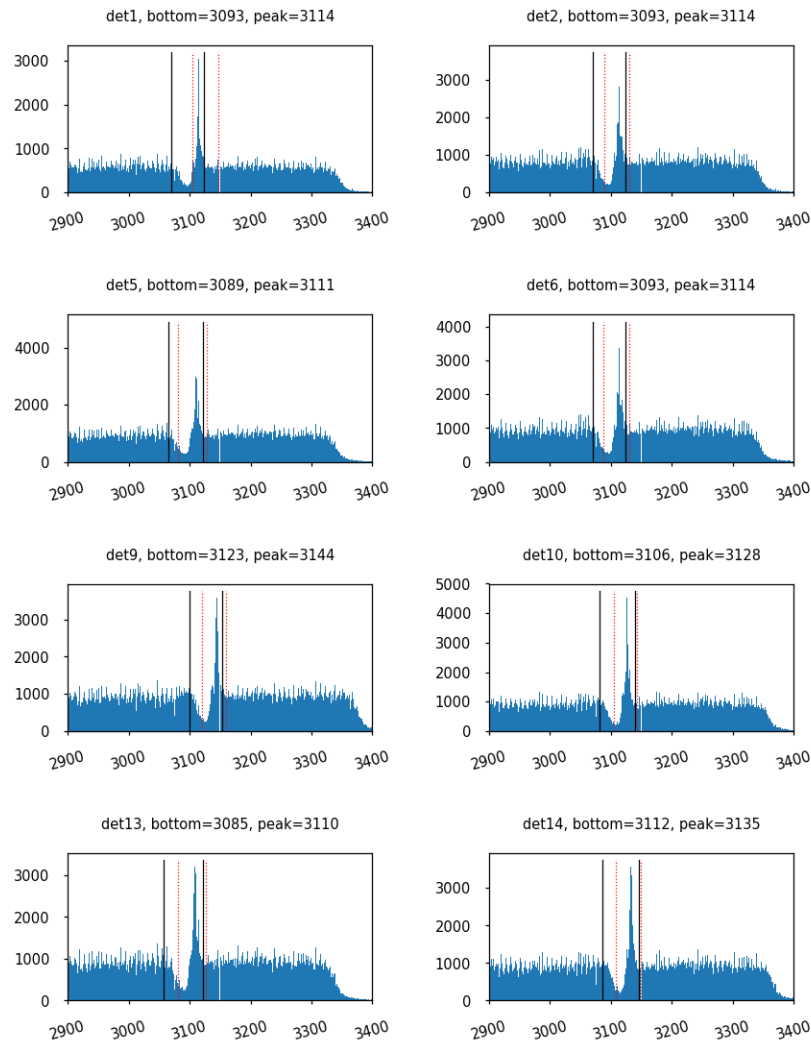 det1, bottom=3093, peak=3114
det2, bottom=3093, peak=3114
3000
2000
1000
0
2900 3000 3100 3200 3300 3400
3000
2000
1000
0
2900 3000 3100 3200 3300 3400
det5, bottom=3089, peak=3111
det6, bottom=3093, peak=3114
4000
2000
0
2900 3000 3100 3200 3300 3400
4000
3000
2000
1000
0
2900 3000 3100 3200 3300 3400
det9, bottom=3123, peak=3144
det10, bottom=3106, peak=3128
3000
2000
1000
0
2900 3000 3100 3200 3300 3400
5000
4000
3000
2000
1000
0
2900 3000 3100 3200 3300 3400
det13, bottom=3085, peak=3110
det14, bottom=3112, peak=3135
3000
2000
1000
0
2900 3000 3100 3200 3300 3400
3000
2000
1000
0
2900 3000 3100 3200 3300 3400